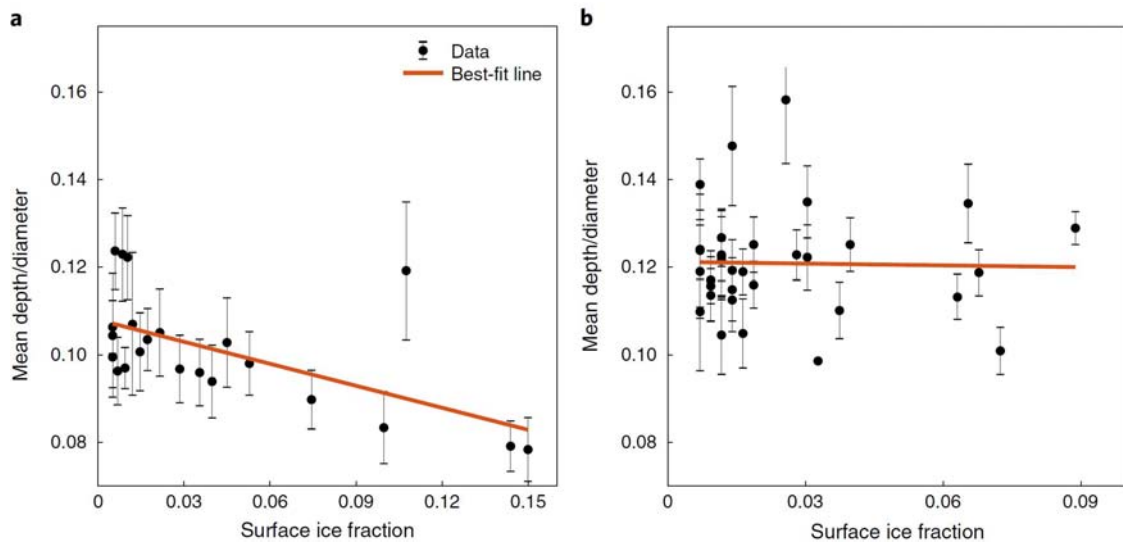 a
Mean depth/diameter
0.16
0.14
0.12
0.10
0.08
Data
Best-fit line
0
0.03
0.06
0.09
0.12
0.15
Surface ice fraction
b
Mean depth/diameter
0.16
0.14
0.12
0.10
0.08
0
0.03
0.06
0.09
Surface ice fraction